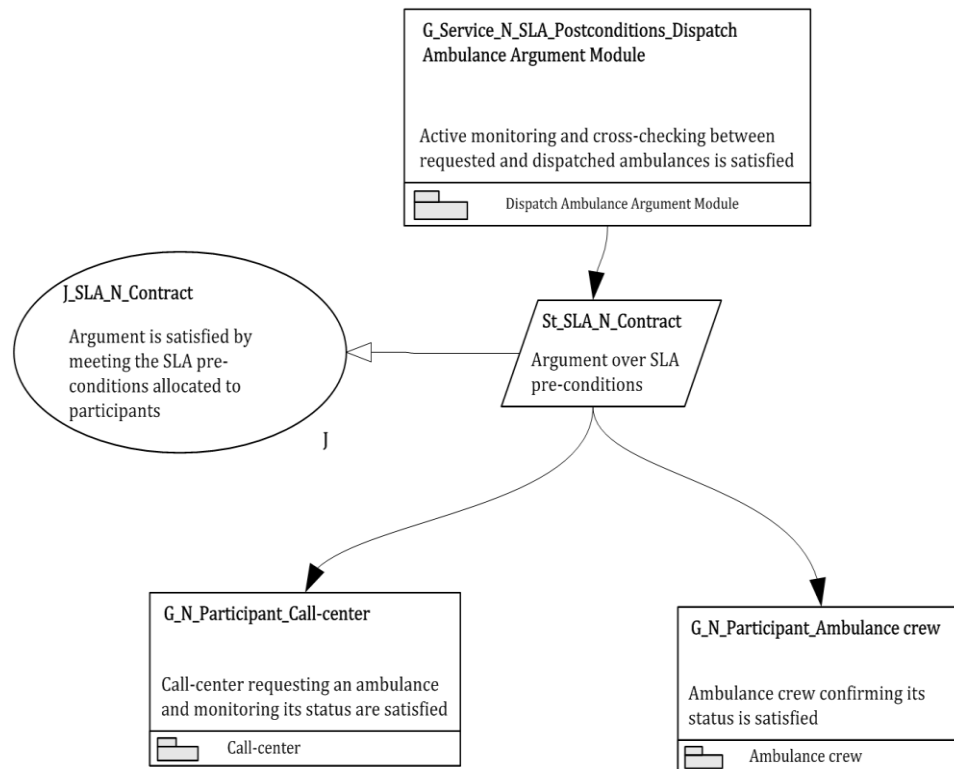 G_Service_N_SLA_Postconditions_Dispatch
Ambulance Argument Module
Active monitoring and cross-checking between
requested and dispatched ambulances is satisfied
Dispatch Ambulance Argument Module
J_SLA_N_Contract
Argument is satisfied by
meeting the SLA pre-
conditions allocated to
participants
J
St_SLA_N_Contract
Argument over SLA
pre-conditions
G_N_Participant_Call-center
Call-center requesting an ambulance
and monitoring its status are satisfied
Call-center
G_N_Participant_Ambulance crew
Ambulance crew confirming its
status is satisfied
Ambulance crew